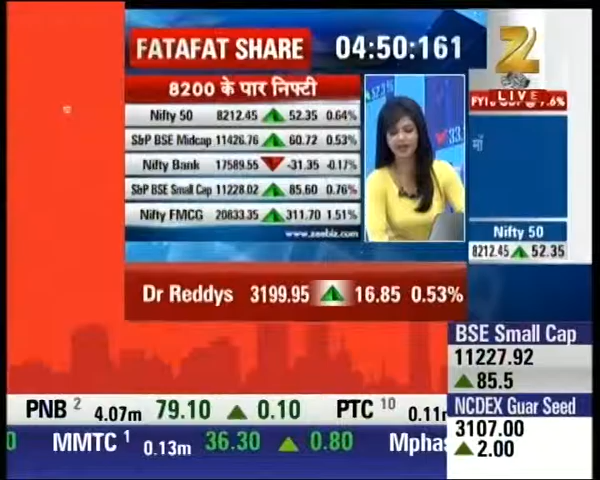 FATAFAT SHARE 04:50:161
LIVE
8200 के पार निफ्टी
Nifty 50 8212.45 52.35 0.64%
S&P BSE Midcap 11426.76 60.72 0.53%
Nifty Bank 17589.55 -31.35 -0.17%
S&P BSE Small Cap 11228.02 85.60 0.76%
Nifty FMCG 20833.35 311.70 1.51%
www.zeebiz.com
Nifty 50
8212.45 52.35
Dr Reddys 3199.95 16.85 0.53%
BSE Small Cap
11227.92
85.5
PNB 2 4.07m 79.10 0.10 PTC 10 0.11m
NCDEX Guar Seed
3107.00
2.00
0 MMTC 1 0.13m 36.30 0.80 Mphas